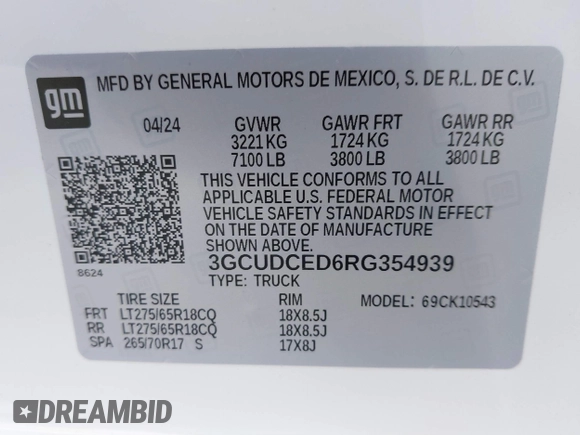 gm
MFD BY GENERAL MOTORS DE MEXICO, S. DE R.L. DE C.V.
04/24 GVWR GAWR FRT GAWR RR
3221 KG 1724 KG 1724 KG
7100 LB 3800 LB 3800 LB
THIS VEHICLE CONFORMS TO ALL
APPLICABLE U.S. FEDERAL MOTOR
VEHICLE SAFETY STANDARDS IN EFFECT
ON THE DATE OF MANUFACTURE
SHOWN ABOVE.
8624
3GCUDCED6RG354939
TYPE: TRUCK
TIRE SIZE RIM MODEL: 69CK10543
FRT LT275/65R18CQ 18X8.5J
RR LT275/65R18CQ 18X8.5J
SPA 265/70R17 S 17X8J
DREAMBID